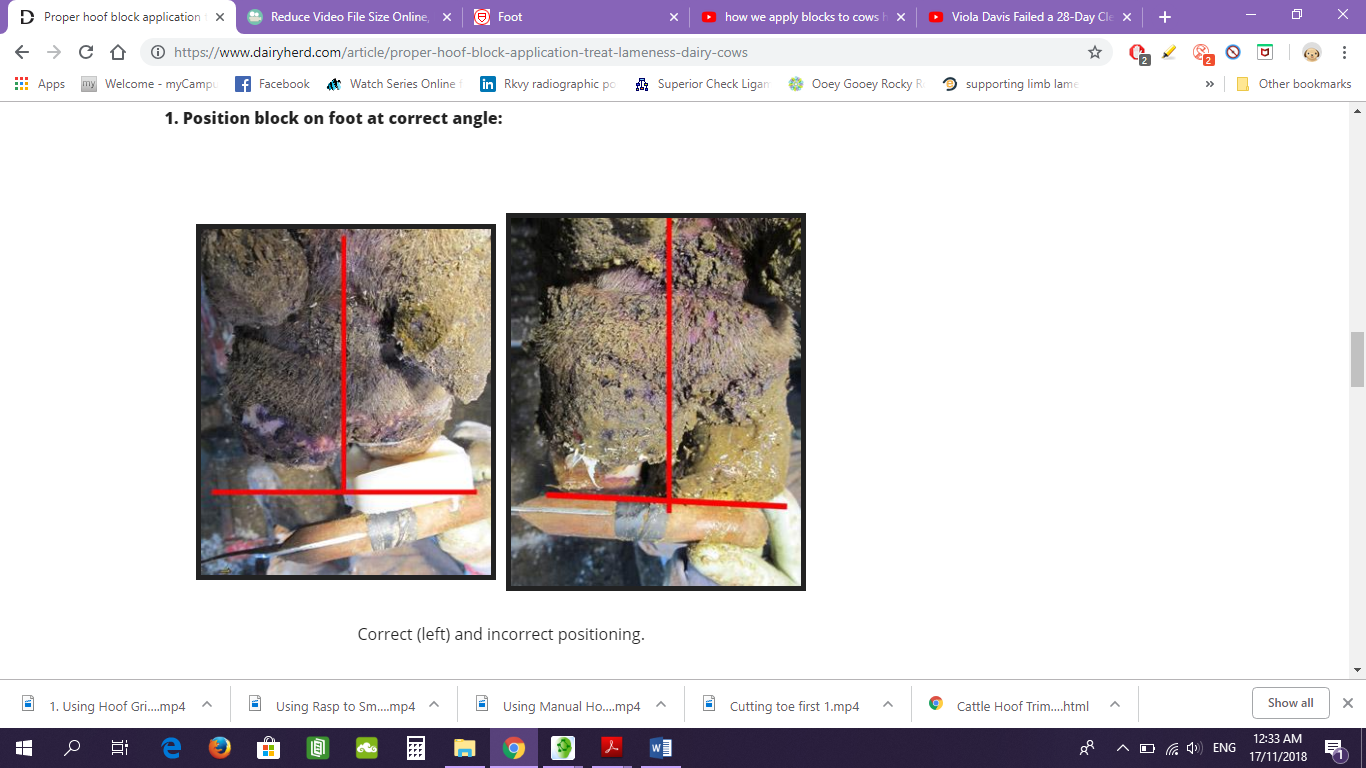 Proper hoof block application
Reduce Video File Size Online,
Foot
how we apply blocks to cows h
Viola Davis Failed a 28-Day Cle
https://www.dairyherd.com/article/proper-hoof-block-application-treat-lameness-dairy-cows
2
2
Apps
my
Welcome - myCampu
Facebook
Watch Series Online
Rkvy radiographic po
Superior Check Ligan
Ooey Gooey Rocky R
supporting limb lame
»
Other bookmarks
1. Position block on foot at correct angle:
Correct (left) and incorrect positioning.
1. Using Hoof Gri....mp4
Using Rasp to Sm....mp4
Using Manual Ho....mp4
Cutting toe first 1.mp4
Cattle Hoof Trim....html
Show all
ENG
12:33 AM
17/11/2018
1